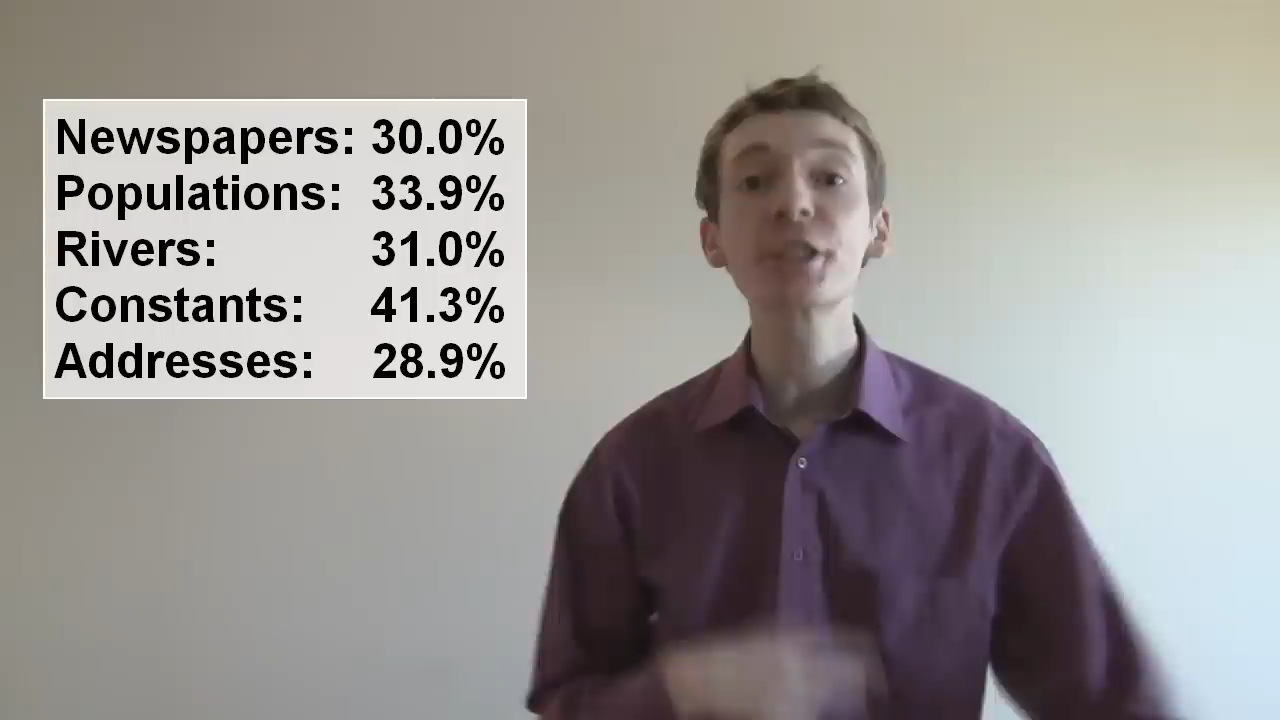 Newspapers: 30.0%
Populations: 33.9%
Rivers: 31.0%
Constants: 41.3%
Addresses: 28.9%